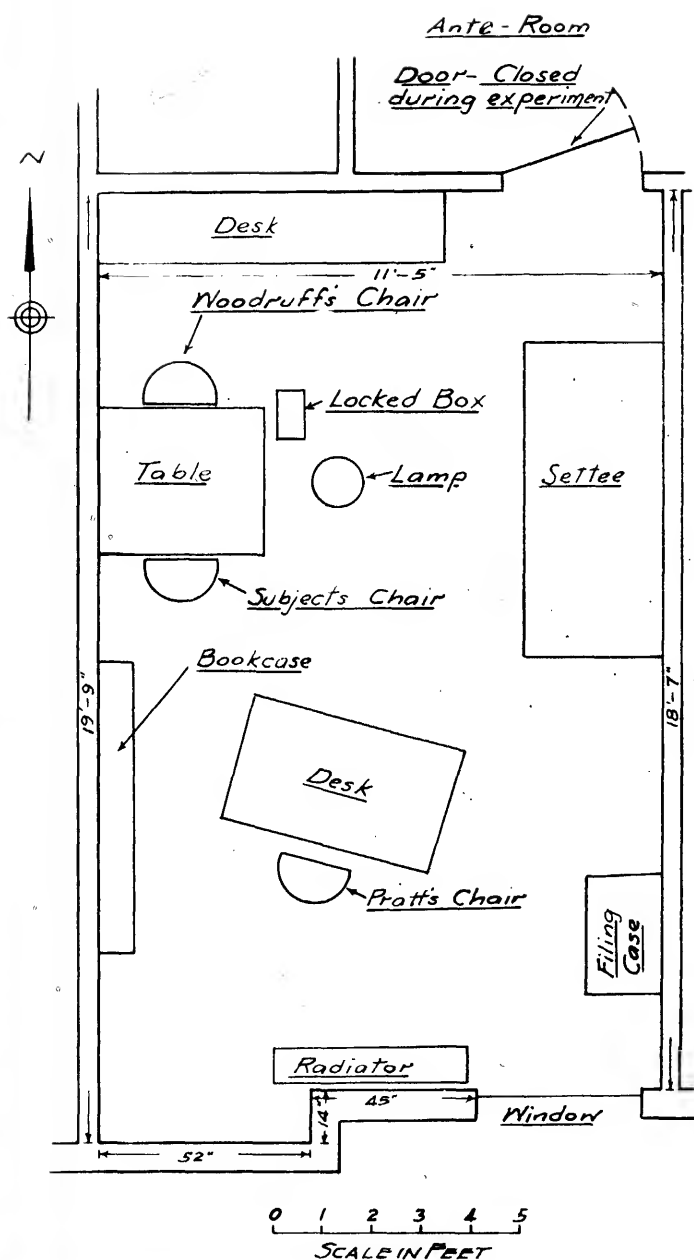 Ante-Room
Door-Closed
during experiment
N
Desk
11'-5"
Woodruff's Chair
Locked Box
Table
Lamp
Settee
Subjects Chair
Bookcase
19'-9"
18'-7"
Desk
Pratt's Chair
Filing
Case
Radiator
14"
45"
Window
52"
0 1 2 3 4 5
SCALE IN FEET